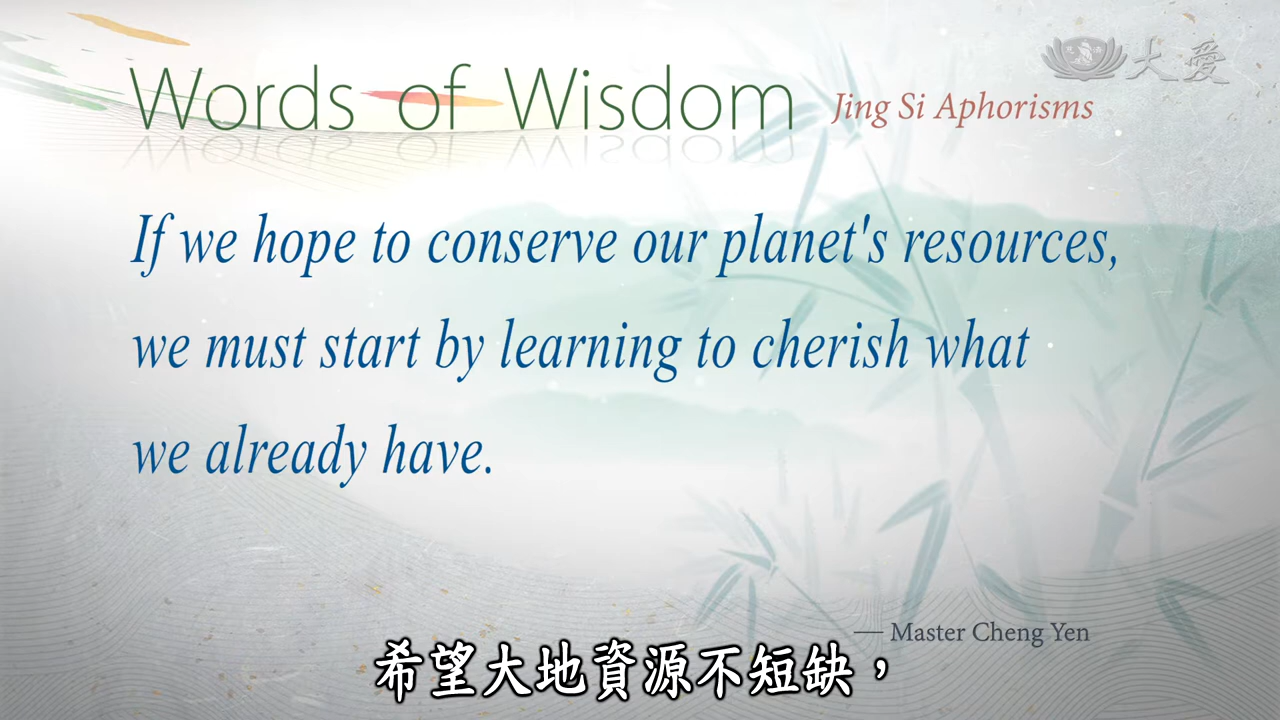 大愛
Words of Wisdom
Jing Si Aphorisms
If we hope to conserve our planet's resources,
we must start by learning to cherish what
we already have.
— Master Cheng Yen
希望大地資源不短缺，